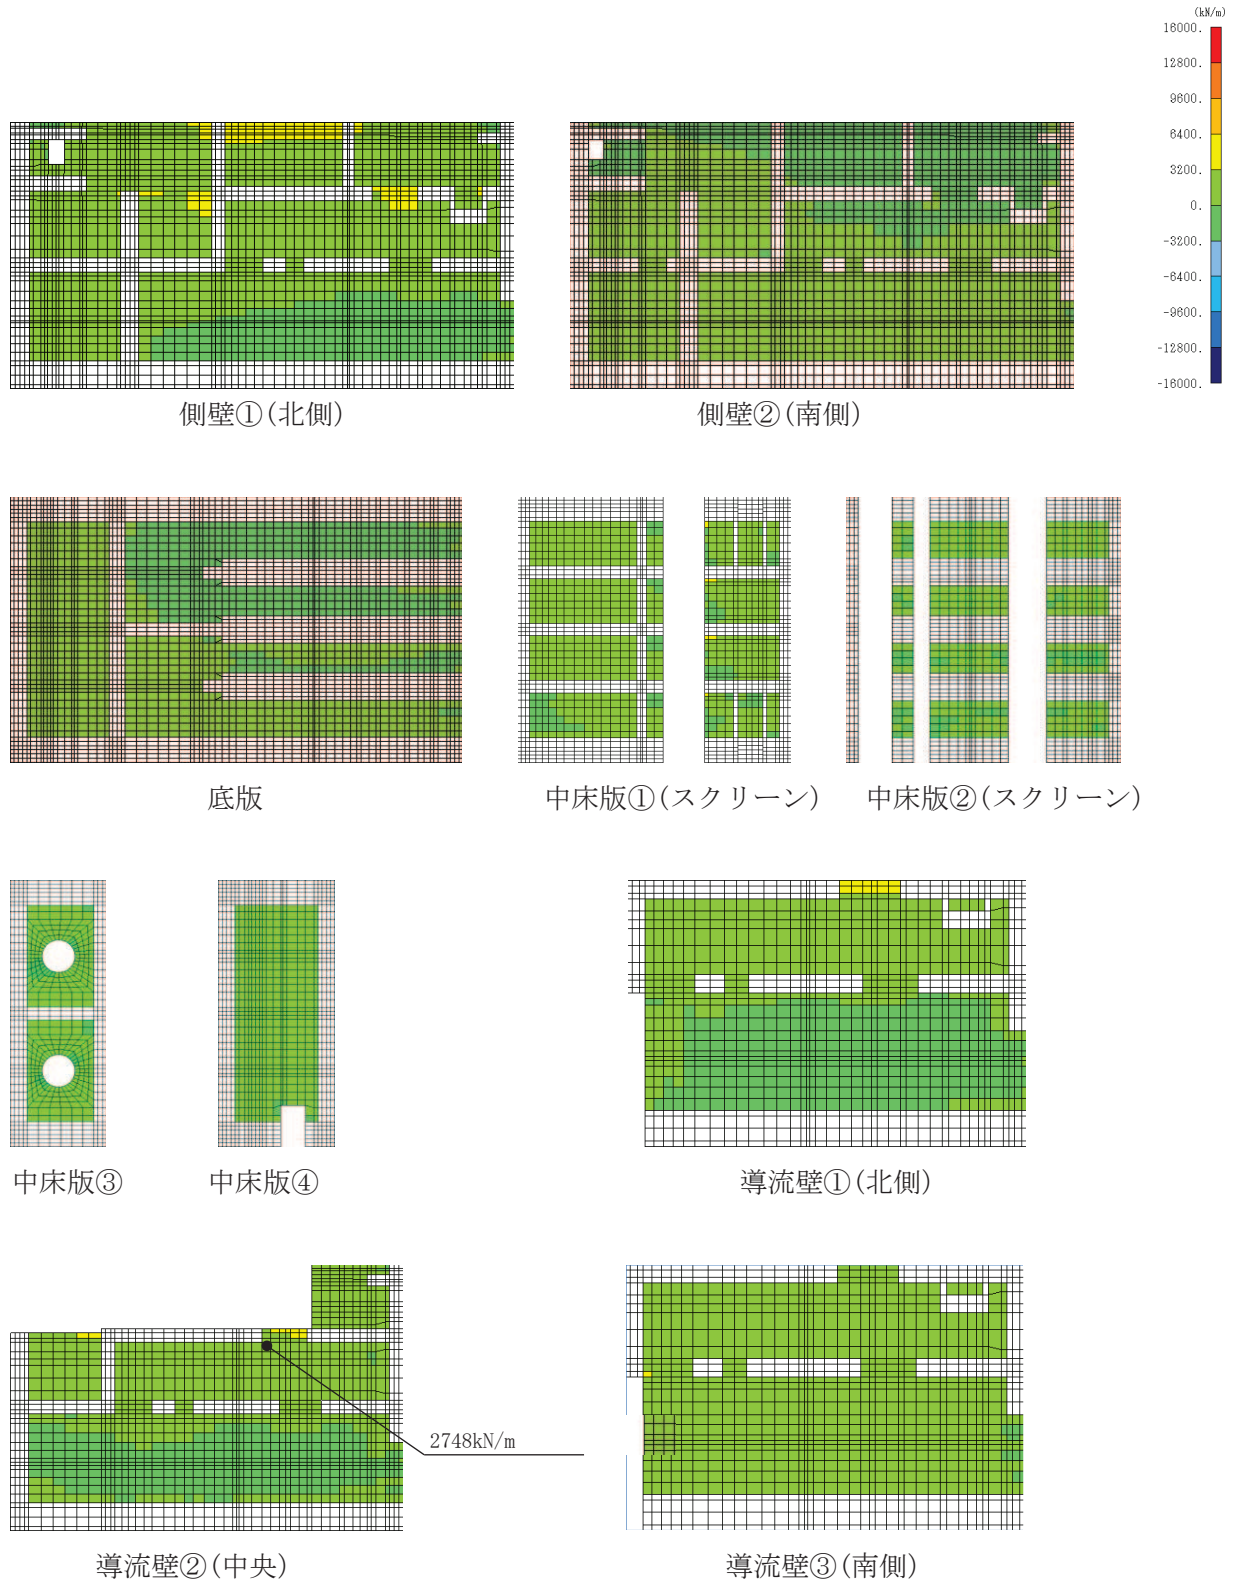 (kN/m)
16000.
12800.
9600.
6400.
3200.
0.
-3200.
-6400.
-9600.
-12800.
-16000.
側壁①(北側)
側壁②(南側)
底版
中床版①(スクリーン)
中床版②(スクリーン)
中床版③
中床版④
導流壁①(北側)
2748kN/m
導流壁②(中央)
導流壁③(南側)